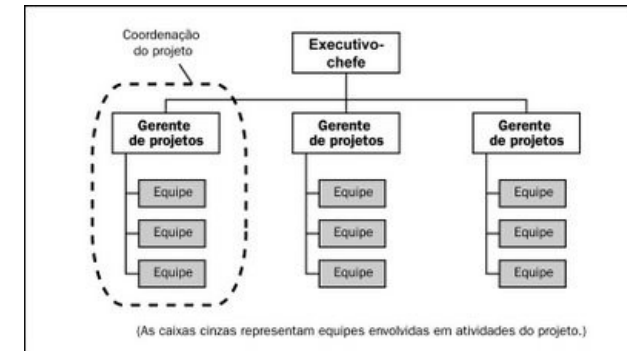 Coordenação
do projeto
Executivo-
chefe
Gerente
de projetos
Gerente
de projetos
Gerente
de projetos
Equipe
Equipe
Equipe
Equipe
Equipe
Equipe
Equipe
Equipe
Equipe
(As caixas cinzas representam equipes envolvidas em atividades do projeto.)